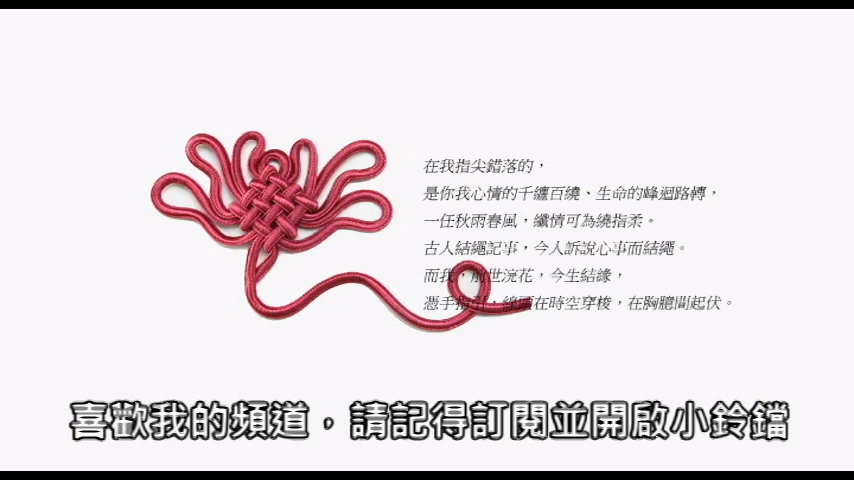 在我指尖錯落的，
是你我心情的千纏百繞、生命的峰迴路轉，
一任秋雨春風，纖情可為繞指柔。
古人結繩記事，今人訴說心事而結繩。
而我，前世浣花，今生結緣，
憑手指引，線頭在時空穿梭，在胸臆間起伏。
喜歡我的頻道，請記得訂閱並開啟小鈴鐺